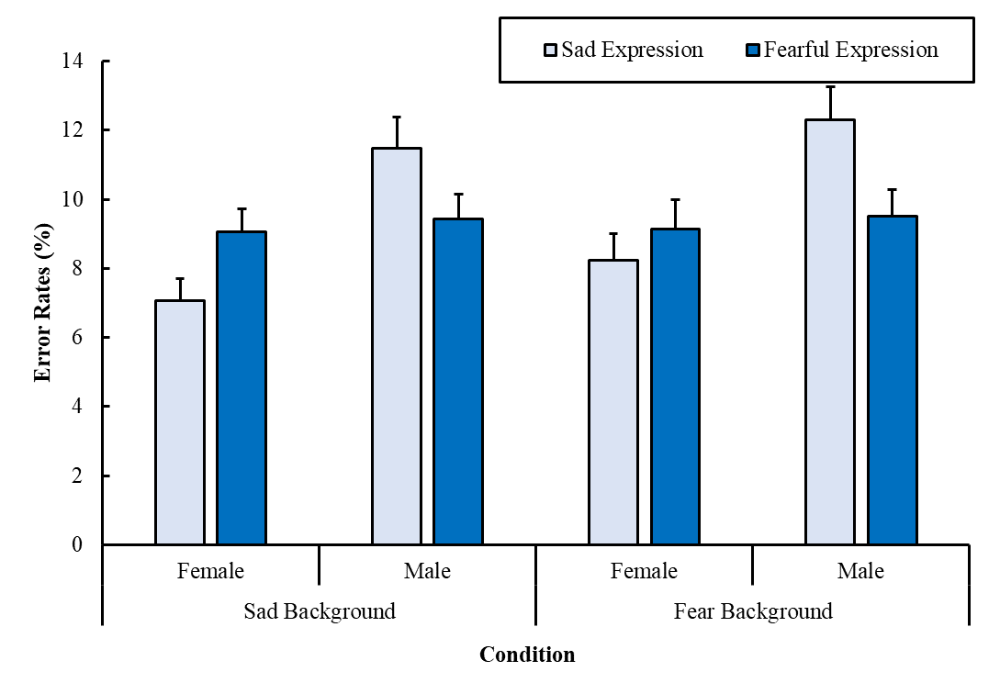 Sad Expression Fearful Expression
14
12
10
8
6
4
2
0
Error Rates (%)
Female Male Female Male
Sad Background Fear Background
Condition